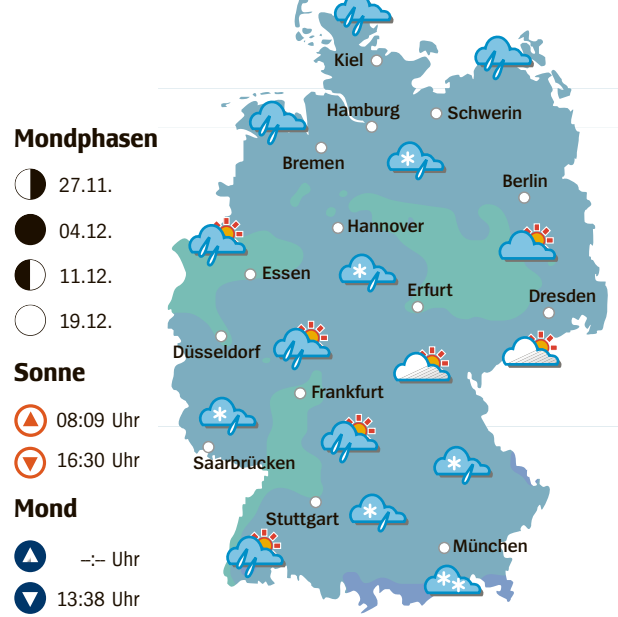 Kiel
Hamburg
Schwerin
Bremen
Berlin
Hannover
Essen
Erfurt
Dresden
Düsseldorf
Frankfurt
Saarbrücken
Stuttgart
München
Mondphasen
27.11.
04.12.
11.12.
19.12.
Sonne
08:09 Uhr
16:30 Uhr
Mond
–:– Uhr
13:38 Uhr